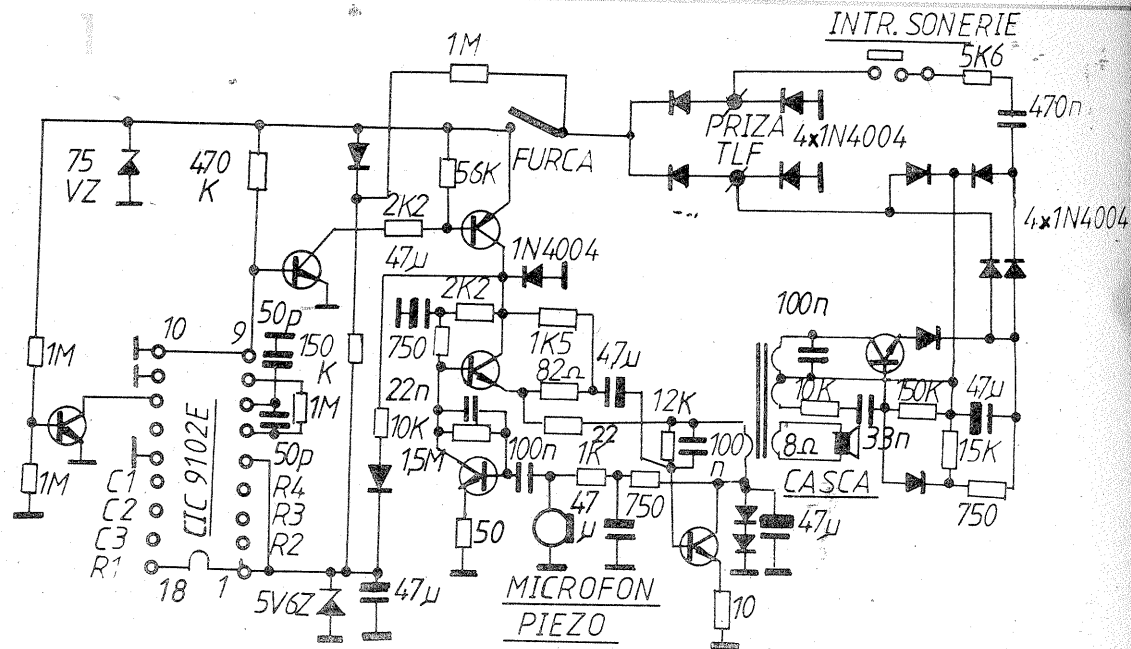 INTR. SONERIE
1M
5K6
470n
PRIZA
TLF
4x1N4004
FURCA
75
VZ
470
K
56K
2K2
47µ
1N4004
4x1N4004
2K2
750
1K5
82Ω
47µ
100n
10
9
50p
150
K
1M
1M
50p
22n
10K
1,5M
100n
22
12K
100
n
1K
47
µ
750
50
10K
150K
47µ
33n
15K
8Ω
CASCA
750
47µ
1M
CIC 9102E
C1
C2
C3
R1
R4
R3
R2
18
1
5V6Z
47µ
MICROFON
PIEZO
10